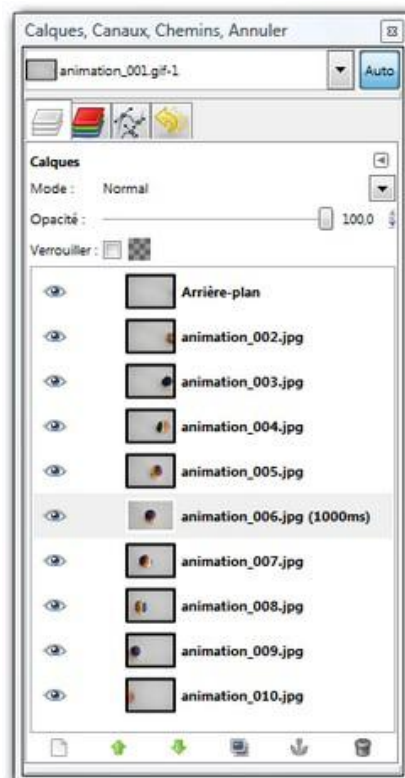 Calques, Canaux, Chemins, Annuler
animation_001.gif-1
Auto
Calques
Mode : Normal
Opacité : 100,0
Verrouiller :
Arrière-plan
animation_002.jpg
animation_003.jpg
animation_004.jpg
animation_005.jpg
animation_006.jpg (1000ms)
animation_007.jpg
animation_008.jpg
animation_009.jpg
animation_010.jpg